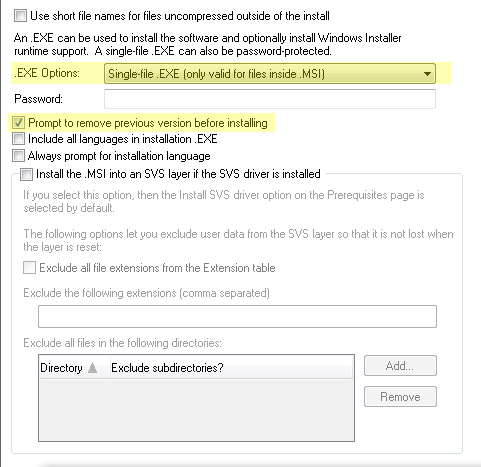 Use short file names for files uncompressed outside of the install
An .EXE can be used to install the software and optionally install Windows Installer
runtime support. A single-file .EXE can also be password-protected.
.EXE Options: Single-file .EXE (only valid for files inside .MSI)
Password:
Prompt to remove previous version before installing
Include all languages in installation .EXE
Always prompt for installation language
Install the .MSI into an SVS layer if the SVS driver is installed
If you select this option, then the Install SVS driver option on the Prerequisites page is
selected by default.
The following options let you exclude user data from the SVS layer so that it is not lost when
the layer is reset:
Exclude all file extensions from the Extension table
Exclude the following extensions (comma separated)
Exclude all files in the following directories:
Directory Exclude subdirectories?
Add...
Remove